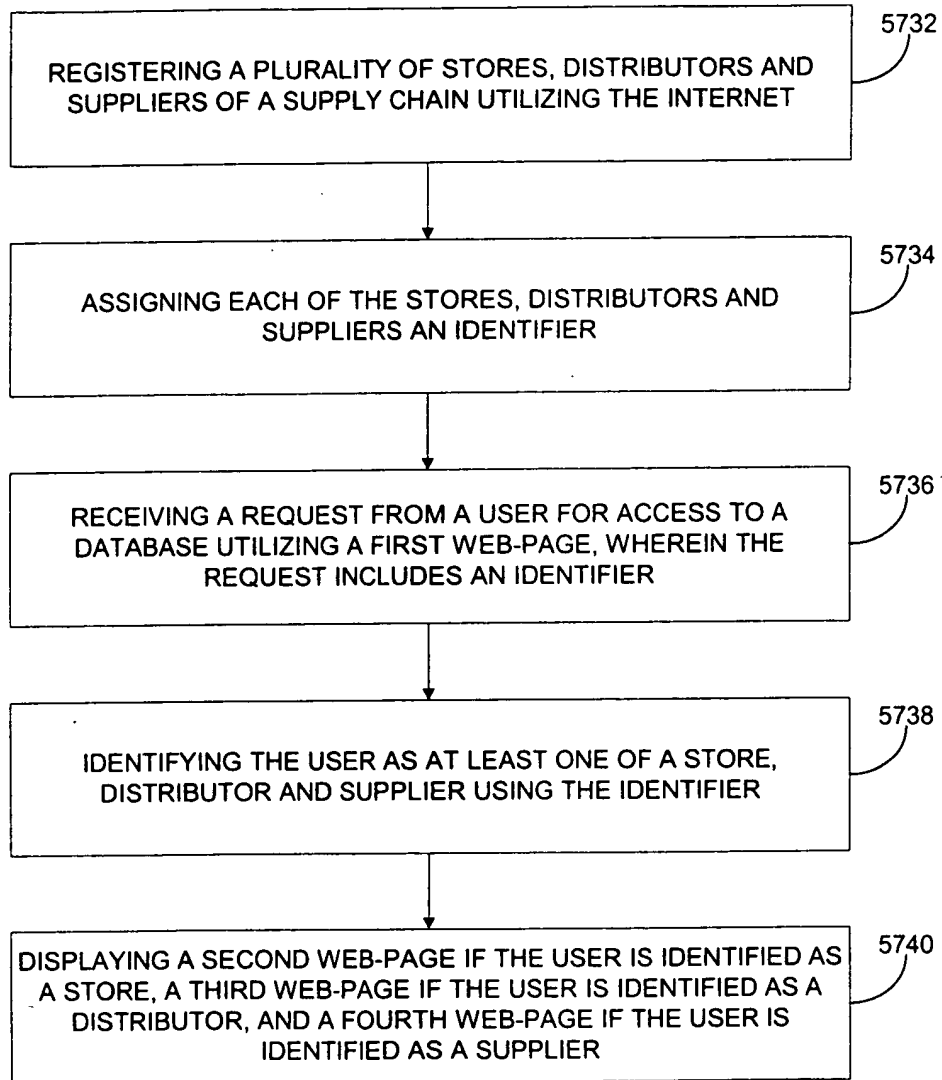 5732
REGISTERING A PLURALITY OF STORES, DISTRIBUTORS AND
SUPPLIERS OF A SUPPLY CHAIN UTILIZING THE INTERNET
5734
ASSIGNING EACH OF THE STORES, DISTRIBUTORS AND
SUPPLIERS AN IDENTIFIER
5736
RECEIVING A REQUEST FROM A USER FOR ACCESS TO A
DATABASE UTILIZING A FIRST WEB-PAGE, WHEREIN THE
REQUEST INCLUDES AN IDENTIFIER
5738
IDENTIFYING THE USER AS AT LEAST ONE OF A STORE,
DISTRIBUTOR AND SUPPLIER USING THE IDENTIFIER
5740
DISPLAYING A SECOND WEB-PAGE IF THE USER IS IDENTIFIED AS
A STORE, A THIRD WEB-PAGE IF THE USER IS IDENTIFIED AS A
DISTRIBUTOR, AND A FOURTH WEB-PAGE IF THE USER IS
IDENTIFIED AS A SUPPLIER